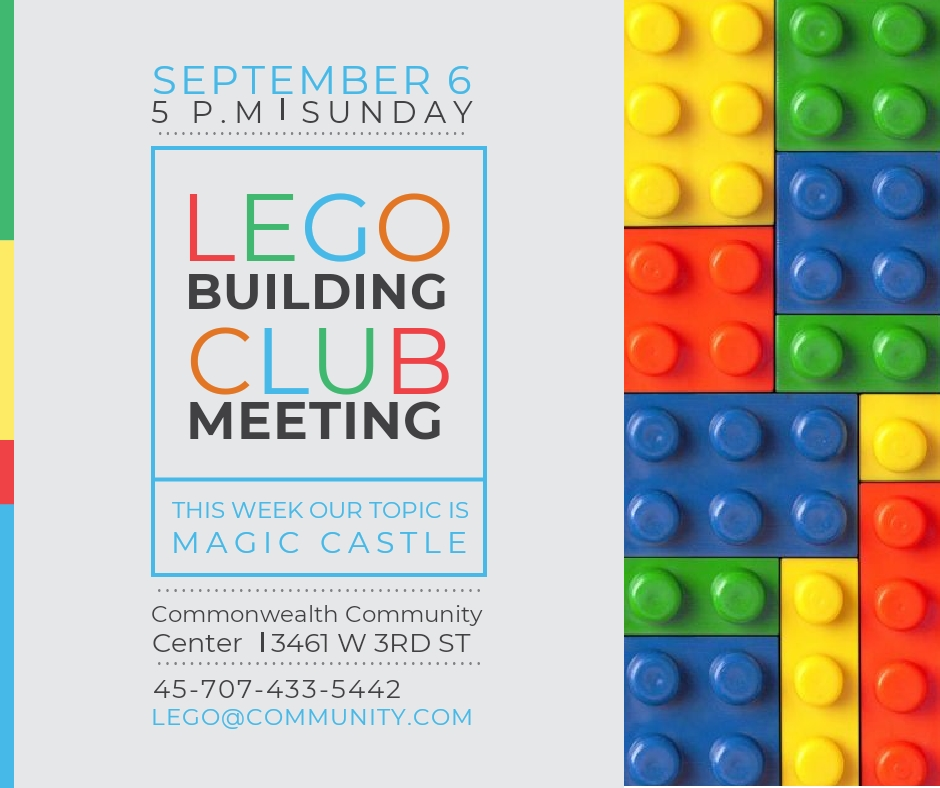 SEPTEMBER 6
5 P.M | SUNDAY
LEGO
BUILDING
CLUB
MEETING
THIS WEEK OUR TOPIC IS
MAGIC CASTLE
Commonwealth Community
Center | 3461 W 3RD ST
45-707-433-5442
LEGO@COMMUNITY.COM